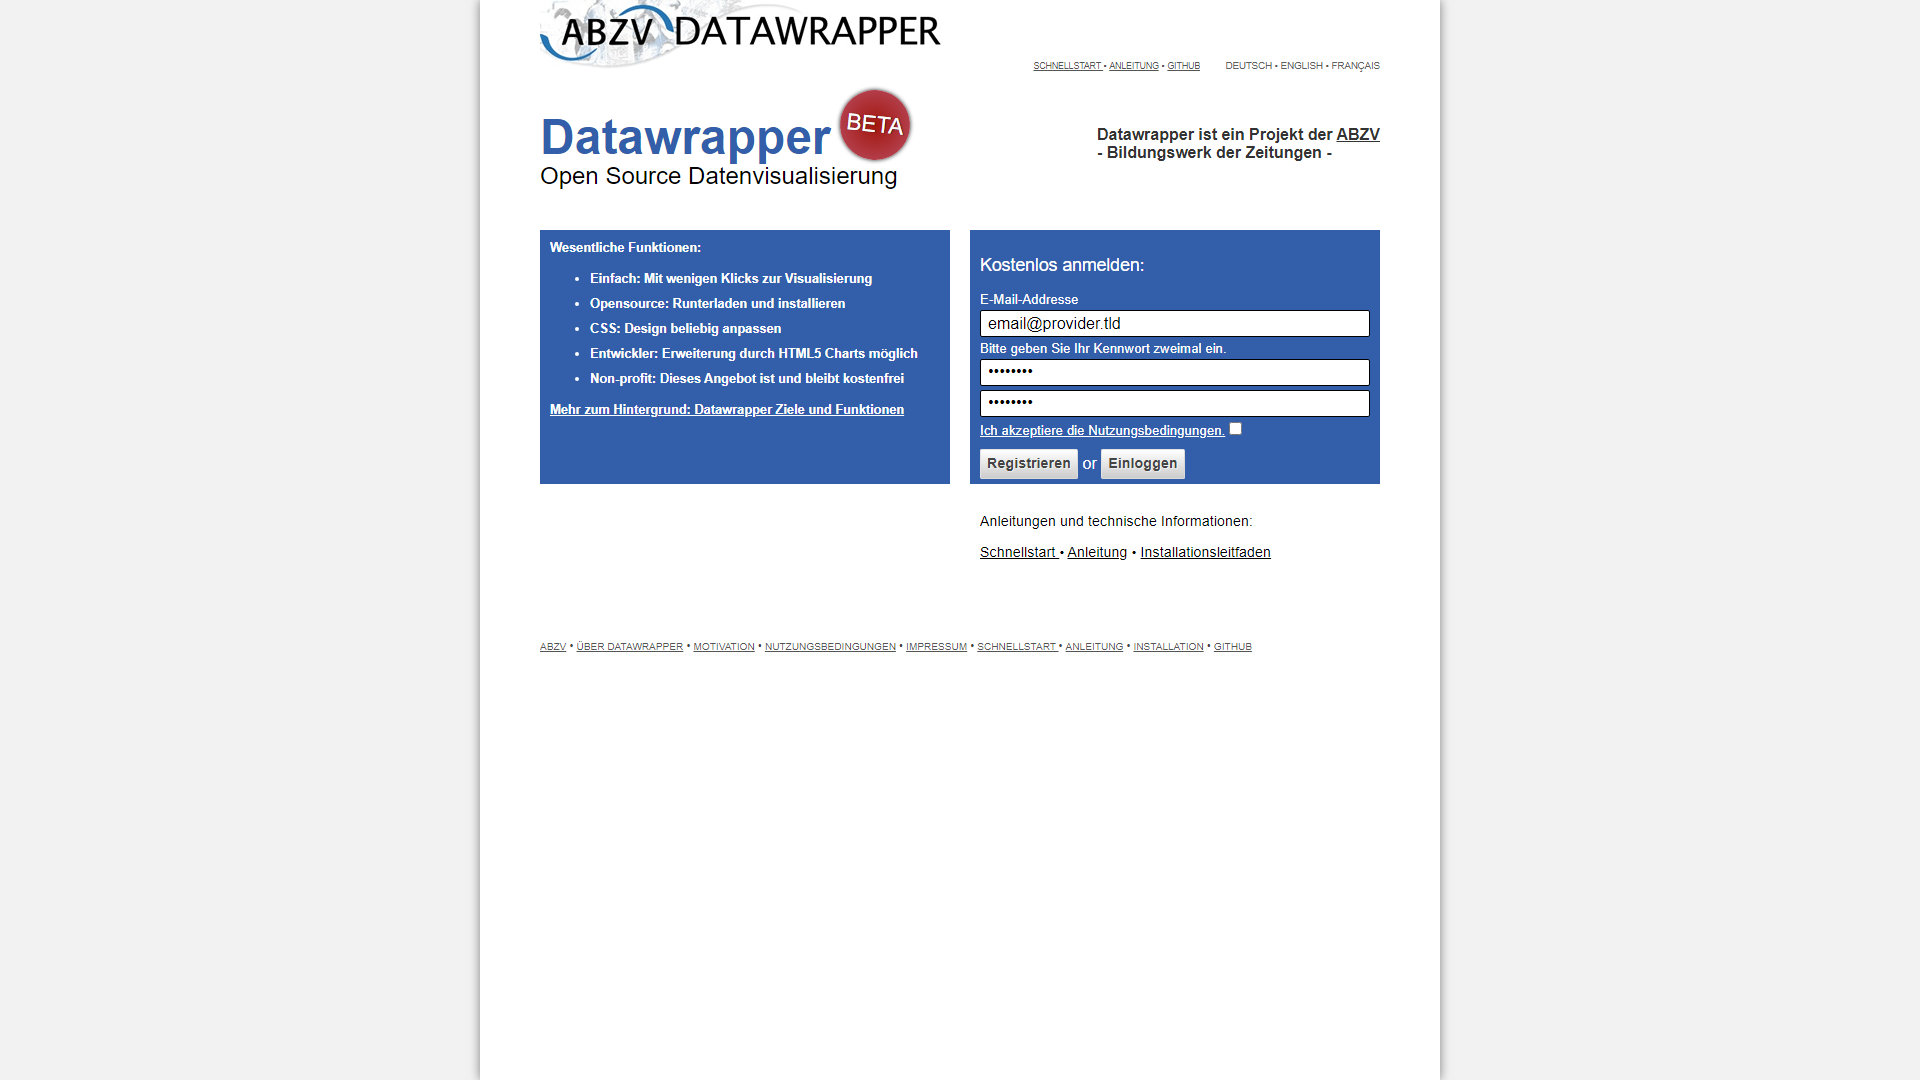 ABZV DATAWRAPPER
SCHNELLSTART • ANLEITUNG • GITHUB DEUTSCH • ENGLISH • FRANÇAIS
Datawrapper BETA
Open Source Datenvisualisierung
Datawrapper ist ein Projekt der ABZV
- Bildungswerk der Zeitungen -
Wesentliche Funktionen:
• Einfach: Mit wenigen Klicks zur Visualisierung
• Opensource: Runterladen und installieren
• CSS: Design beliebig anpassen
• Entwickler: Erweiterung durch HTML5 Charts möglich
• Non-profit: Dieses Angebot ist und bleibt kostenfrei
Mehr zum Hintergrund: Datawrapper Ziele und Funktionen
Kostenlos anmelden:
E-Mail-Addresse
email@provider.tld
Bitte geben Sie Ihr Kennwort zweimal ein.
••••••••
••••••••
Ich akzeptiere die Nutzungsbedingungen.
Registrieren or Einloggen
Anleitungen und technische Informationen:
Schnellstart • Anleitung • Installationsleitfaden
ABZV • ÜBER DATAWRAPPER • MOTIVATION • NUTZUNGSBEDINGUNGEN • IMPRESSUM • SCHNELLSTART • ANLEITUNG • INSTALLATION • GITHUB